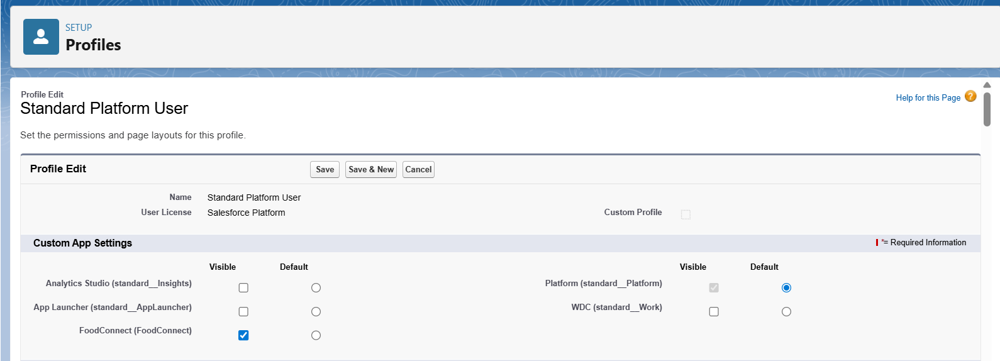 SETUP
Profiles
Profile Edit
Standard Platform User
Help for this Page ?
Set the permissions and page layouts for this profile.
Profile Edit Save Save & New Cancel
Name Standard Platform User
User License Salesforce Platform Custom Profile
Custom App Settings *= Required Information
Visible Default Visible Default
Analytics Studio (standard__Insights) Platform (standard__Platform)
App Launcher (standard__AppLauncher) WDC (standard__Work)
FoodConnect (FoodConnect)